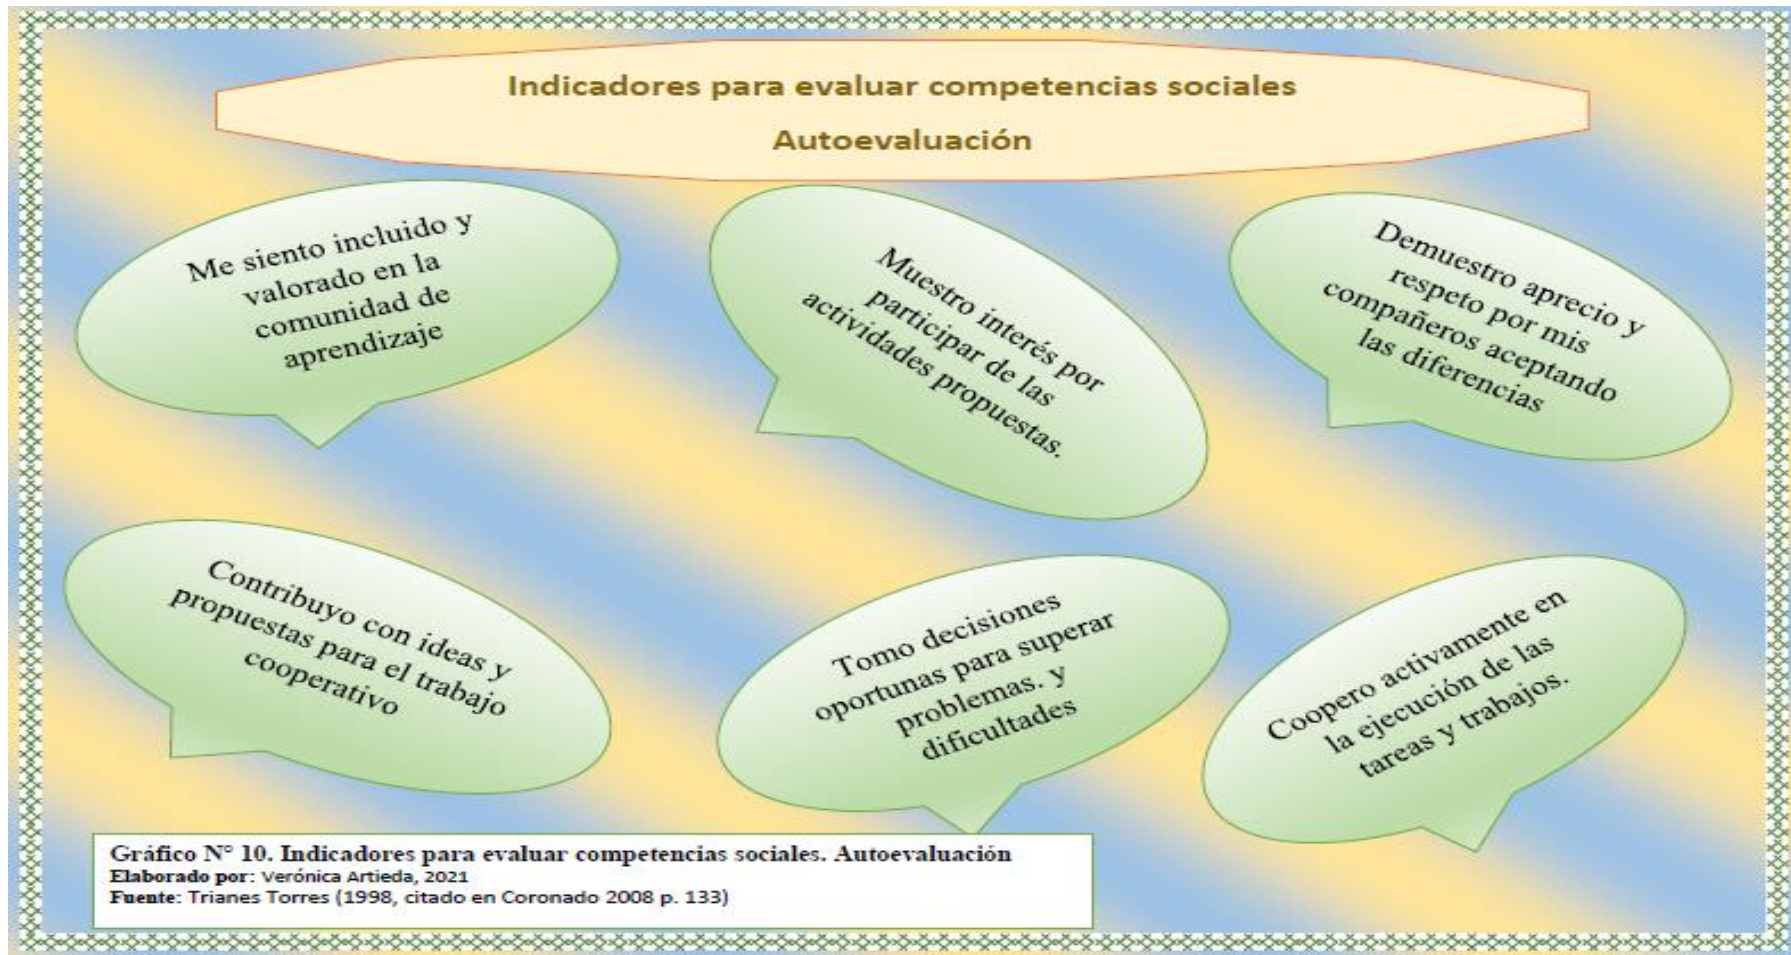 Indicadores para evaluar competencias sociales
Autoevaluación
Me siento incluido y
valorado en la
comunidad de
aprendizaje
Muestro interés por
participar de las
actividades propuestas.
Demuestro aprecio y
respeto por mis
compañeros aceptando
las diferencias
Contribuyo con ideas y
propuestas para el trabajo
cooperativo
Tomo decisiones
oportunas para superar
problemas. y
dificultades
Coopero activamente en
la ejecución de las
tareas y trabajos.
Gráfico N° 10. Indicadores para evaluar competencias sociales. Autoevaluación
Elaborado por: Verónica Artieda, 2021
Fuente: Trianes Torres (1998, citado en Coronado 2008 p. 133)